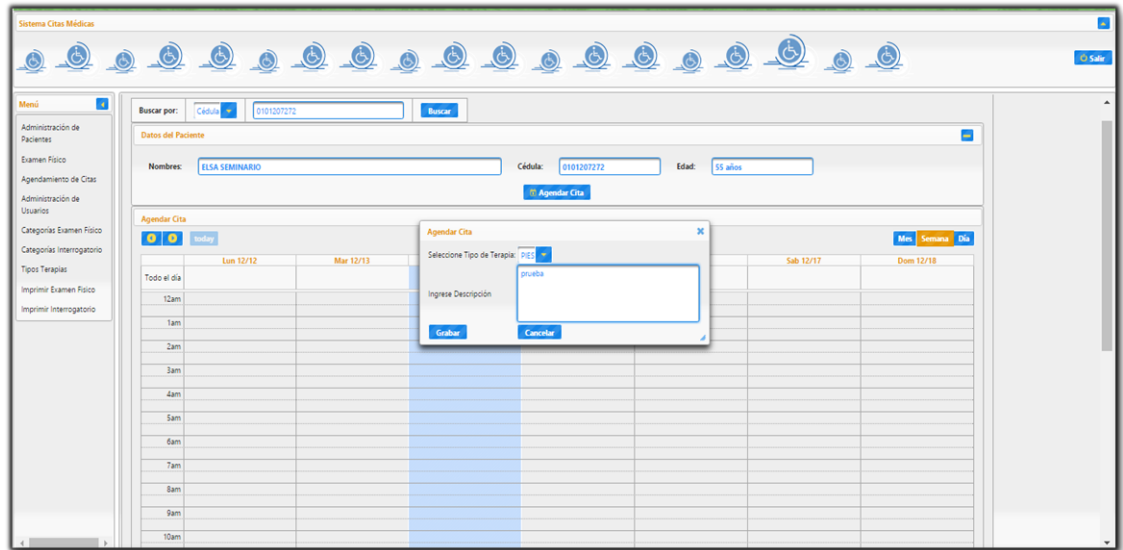 Sistema Citas Médicas
Salir
Menú
Administración de
Pacientes
Examen Físico
Agendamiento de Citas
Administración de
Usuarios
Categorías Examen Físico
Categorías Interrogatorio
Tipos Terapias
Imprimir Examen Fisico
Imprimir Interrogatorio
Buscar por: Cédula 0101207272 Buscar
Datos del Paciente
Nombres: ELSA SEMINARIO Cédula: 0101207272 Edad: 55 años
Agendar Cita
Agendar Cita
today Mes Semana Día
Lun 12/12 Mar 12/13 Sab 12/17 Dom 12/18
Todo el día
12am
1am
2am
3am
4am
5am
6am
7am
8am
9am
10am
Agendar Cita
Seleccione Tipo de Terapia: PIES
Ingrese Descripción prueba
Grabar Cancelar